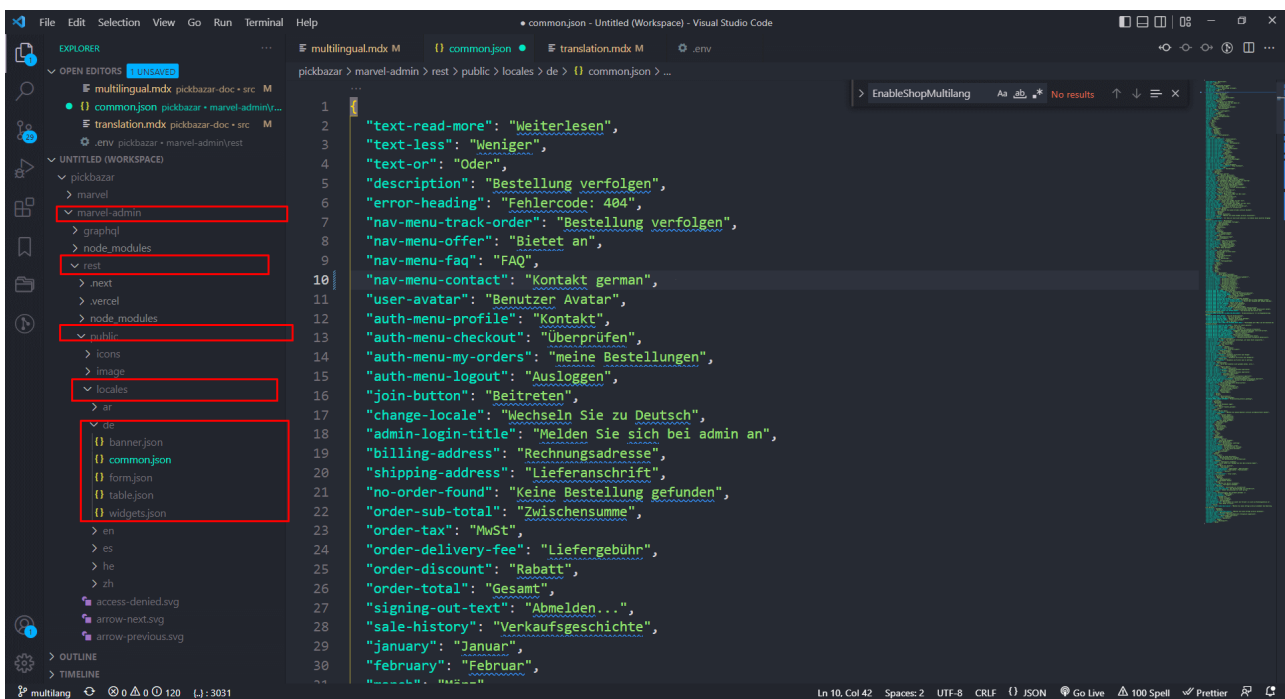 File Edit Selection View Go Run Terminal Help
● common.json - Untitled (Workspace) - Visual Studio Code
EXPLORER
OPEN EDITORS 1 UNSAVED
multilingual.mdx pickbazar-doc • src M
common.json pickbazar • marvel-admin\r...
translation.mdx pickbazar-doc • src M
.env pickbazar • marvel-admin\rest
UNTITLED (WORKSPACE)
pickbazar
marvel
marvel-admin
graphql
node_modules
rest
.next
.vercel
node_modules
public
icons
image
locales
ar
de
banner.json
common.json
form.json
table.json
widgets.json
en
es
he
zh
access-denied.svg
arrow-next.svg
arrow-previous.svg
OUTLINE
TIMELINE
29
1
multilingual.mdx M {} common.json ● translation.mdx M .env
pickbazar > marvel-admin > rest > public > locales > de > {} common.json > ...
EnableShopMultilang Aa ab .* No results
1 {
2 "text-read-more": "Weiterlesen",
3 "text-less": "Weniger",
4 "text-or": "Oder",
5 "description": "Bestellung verfolgen",
6 "error-heading": "Fehlercode: 404",
7 "nav-menu-track-order": "Bestellung verfolgen",
8 "nav-menu-offer": "Bietet an",
9 "nav-menu-faq": "FAQ",
10 "nav-menu-contact": "Kontakt german",
11 "user-avatar": "Benutzer Avatar",
12 "auth-menu-profile": "Kontakt",
13 "auth-menu-checkout": "Überprüfen",
14 "auth-menu-my-orders": "meine Bestellungen",
15 "auth-menu-logout": "Ausloggen",
16 "join-button": "Beitreten",
17 "change-locale": "Wechseln Sie zu Deutsch",
18 "admin-login-title": "Melden Sie sich bei admin an",
19 "billing-address": "Rechnungsadresse",
20 "shipping-address": "Lieferanschrift",
21 "no-order-found": "Keine Bestellung gefunden",
22 "order-sub-total": "Zwischensumme",
23 "order-tax": "MwSt",
24 "order-delivery-fee": "Liefergebühr",
25 "order-discount": "Rabatt",
26 "order-total": "Gesamt",
27 "signing-out-text": "Abmelden...",
28 "sale-history": "Verkaufsgeschichte",
29 "january": "Januar",
30 "february": "Februar",
31 "march": "März",
multilang 0 0 120 {..} : 3031
Ln 10, Col 42 Spaces: 2 UTF-8 CRLF {} JSON Go Live 100 Spell Prettier